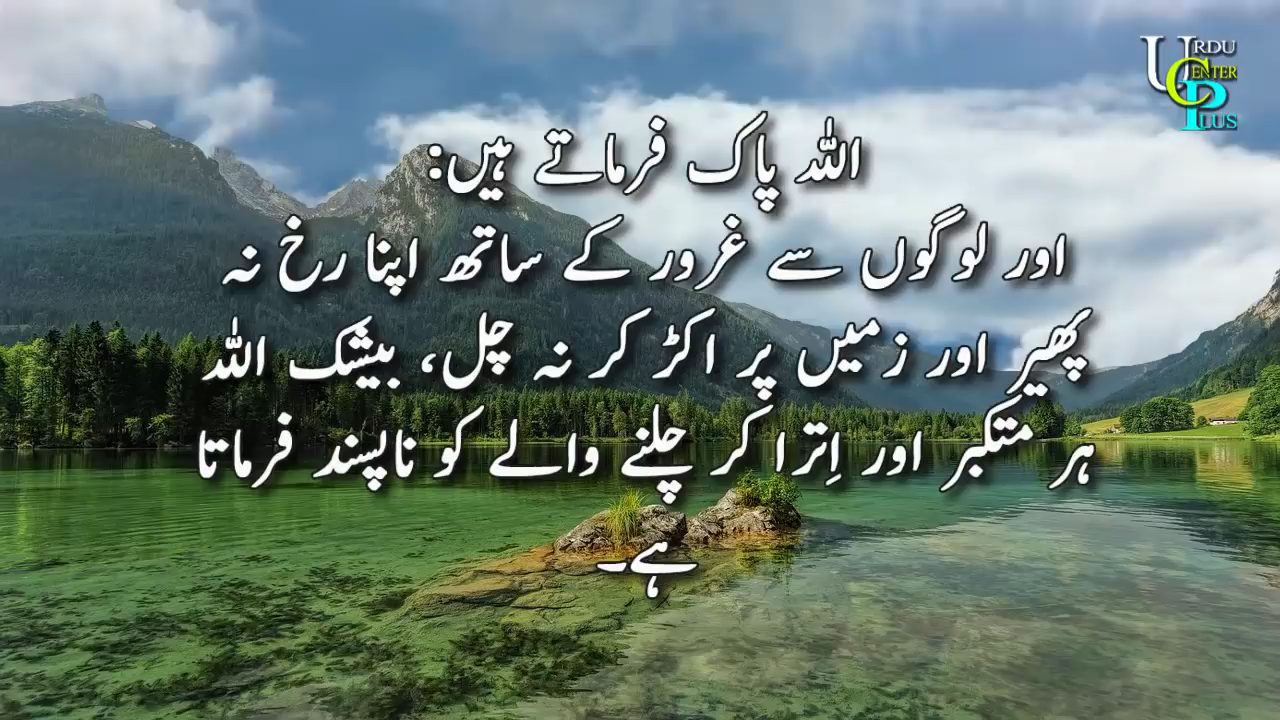 URDU
CENTER
PLUS
اللہ پاک فرماتے ہیں:
اور لوگوں سے غرور کے ساتھ اپنا رخ نہ
پھیر اور زمیں پر اکڑ کر نہ چل، بیشک اللہ
ہر متکبر اور اِترا کر چلنے والے کو ناپسند فرماتا
ہے۔